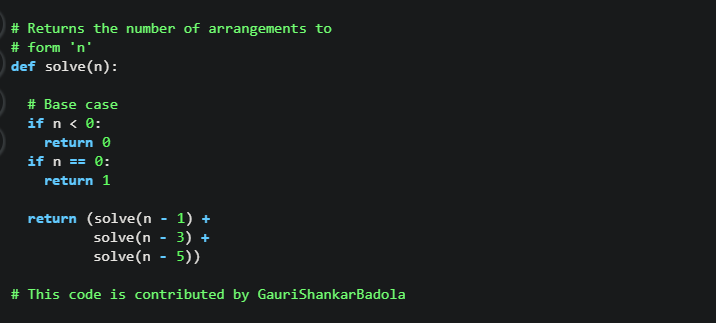 # Returns the number of arrangements to
# form 'n'
def solve(n):
# Base case
if n < 0:
return 0
if n == 0:
return 1
return (solve(n - 1) +
solve(n - 3) +
solve(n - 5))
# This code is contributed by GauriShankarBadola